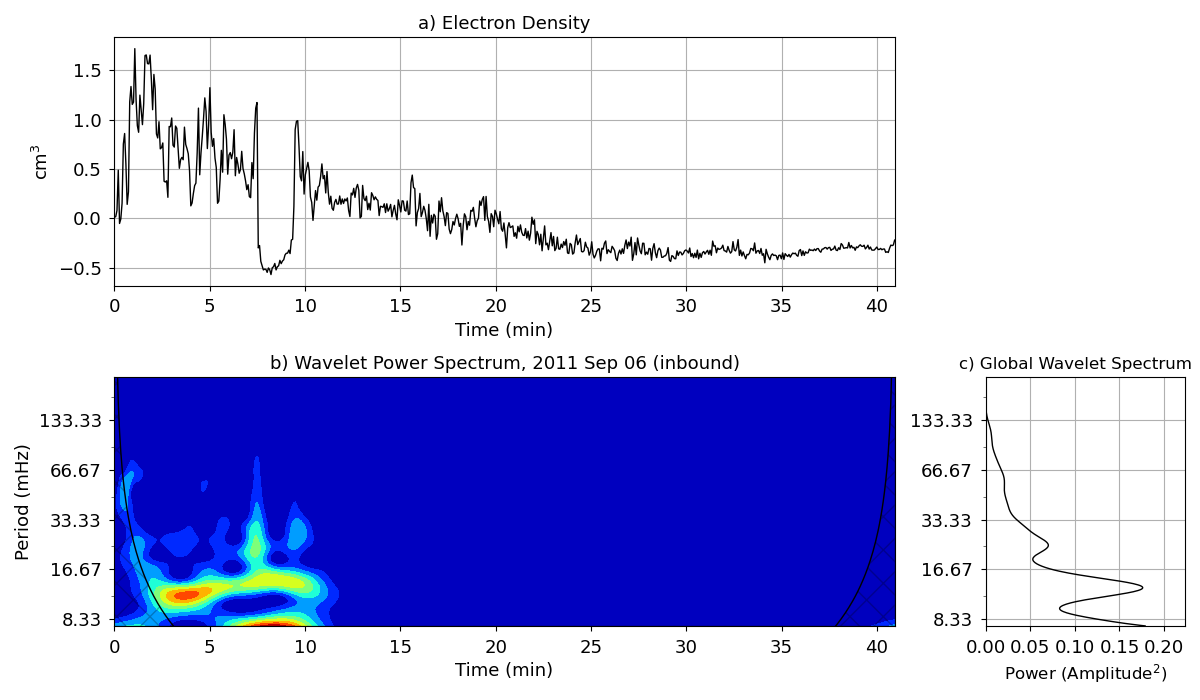 a) Electron Density
cm³
1.5
1.0
0.5
0.0
−0.5
0 5 10 15 20 25 30 35 40
Time (min)
b) Wavelet Power Spectrum, 2011 Sep 06 (inbound)
c) Global Wavelet Spectrum
Period (mHz)
133.33 133.33
66.67 66.67
33.33 33.33
16.67 16.67
8.33 8.33
0 5 10 15 20 25 30 35 40
0.00 0.05 0.10 0.15 0.20
Time (min)
Power (Amplitude²)